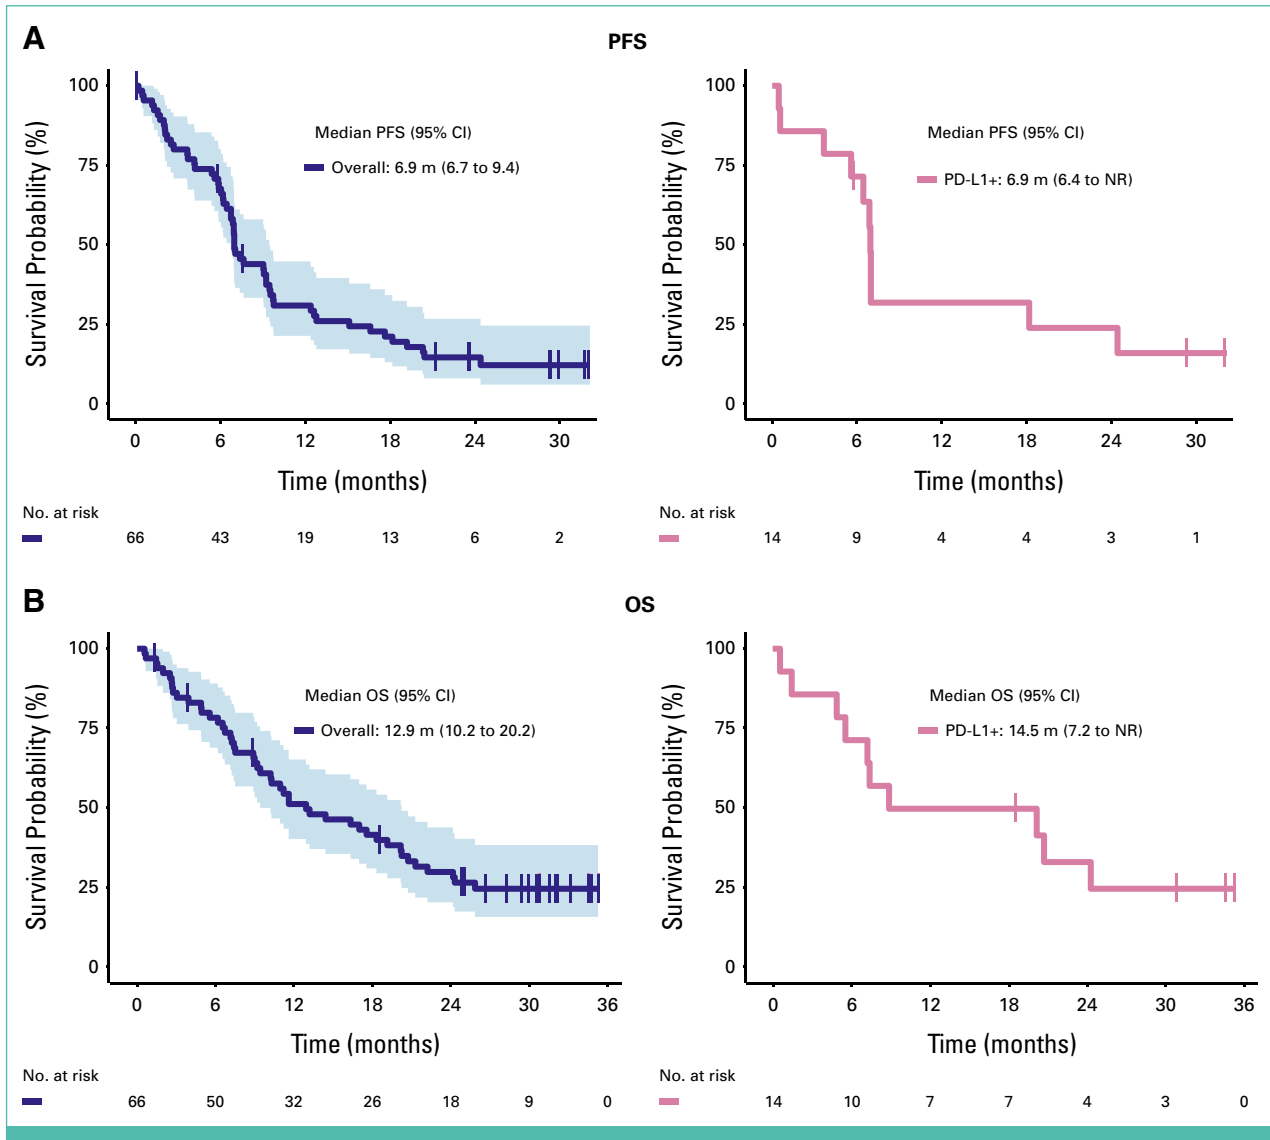 A
PFS
Survival Probability (%)
100
75
50
25
0
Median PFS (95% CI)
Overall: 6.9 m (6.7 to 9.4)
0 6 12 18 24 30
Time (months)
No. at risk
66 43 19 13 6 2
Survival Probability (%)
100
75
50
25
0
Median PFS (95% CI)
PD-L1+: 6.9 m (6.4 to NR)
0 6 12 18 24 30
Time (months)
No. at risk
14 9 4 4 3 1
B
OS
Survival Probability (%)
100
75
50
25
0
Median OS (95% CI)
Overall: 12.9 m (10.2 to 20.2)
0 6 12 18 24 30 36
Time (months)
No. at risk
66 50 32 26 18 9 0
Survival Probability (%)
100
75
50
25
0
Median OS (95% CI)
PD-L1+: 14.5 m (7.2 to NR)
0 6 12 18 24 30 36
Time (months)
No. at risk
14 10 7 7 4 3 0